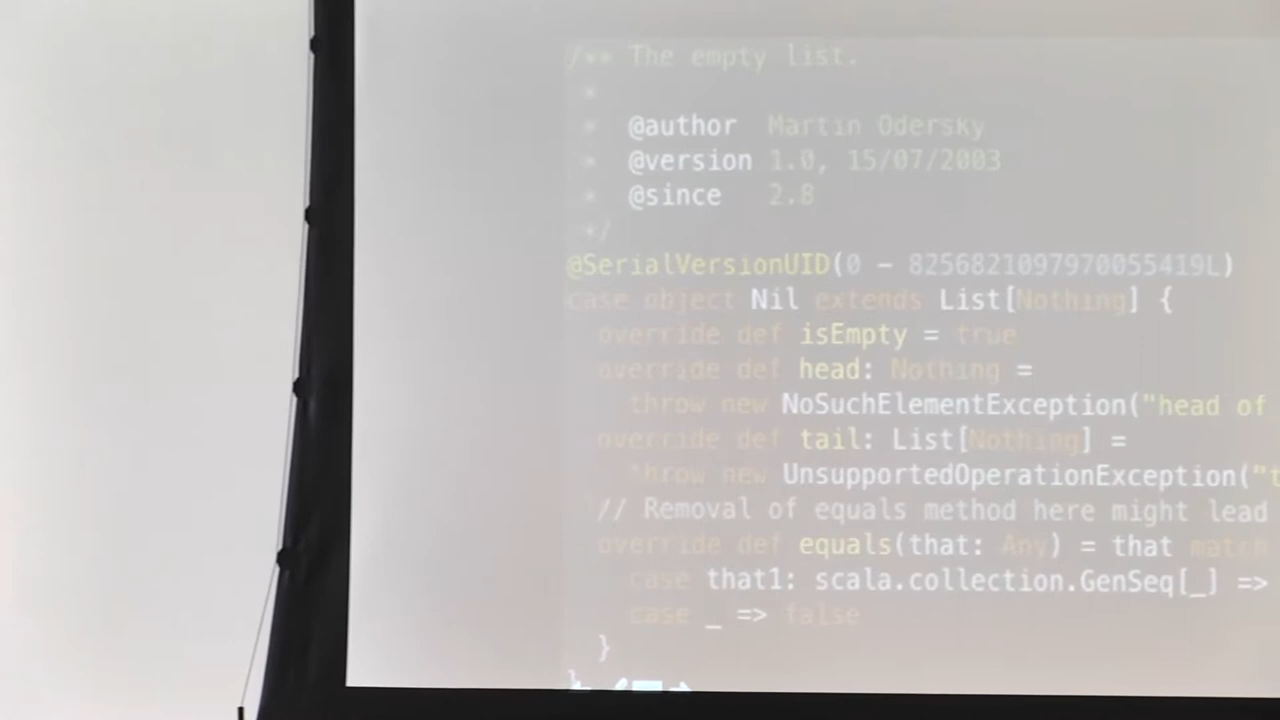 /** The empty list.
*
* @author Martin Odersky
* @version 1.0, 15/07/2003
* @since 2.8
*/
@SerialVersionUID(0 - 8256821097970055419L)
case object Nil extends List[Nothing] {
override def isEmpty = true
override def head: Nothing =
throw new NoSuchElementException("head of
override def tail: List[Nothing] =
throw new UnsupportedOperationException("t
// Removal of equals method here might lead
override def equals(that: Any) = that match
case that1: scala.collection.GenSeq[_] =>
case _ => false
}
}